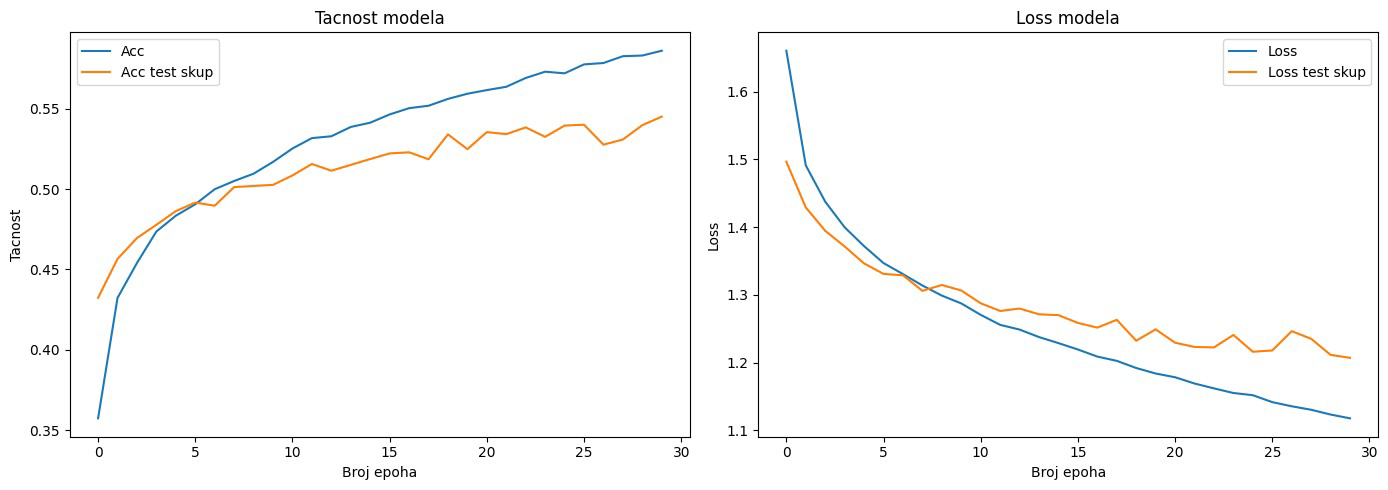 Tacnost modela
Acc
Acc test skup
0.55
0.50
0.45
0.40
0.35
Tacnost
0 5 10 15 20 25 30
Broj epoha
Loss modela
Loss
Loss test skup
1.6
1.5
1.4
1.3
1.2
1.1
Loss
0 5 10 15 20 25 30
Broj epoha